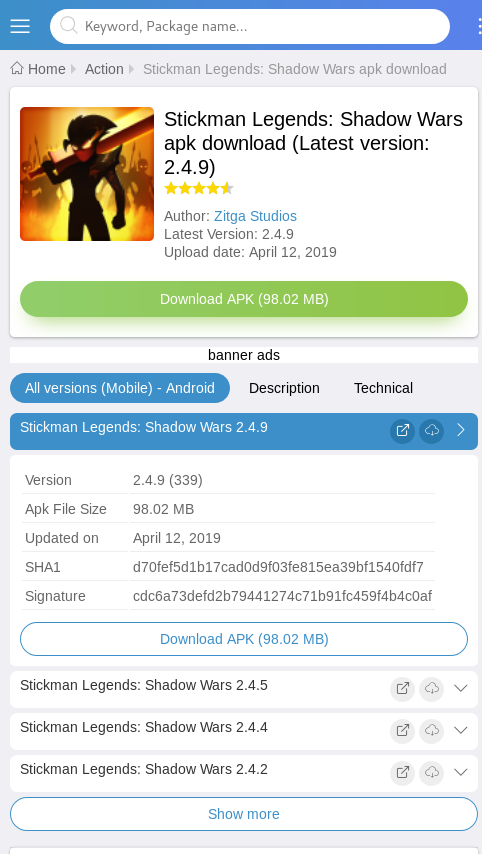 Keyword, Package name...
Home Action Stickman Legends: Shadow Wars apk download
Stickman Legends: Shadow Wars
apk download (Latest version:
2.4.9)
Author: Zitga Studios
Latest Version: 2.4.9
Upload date: April 12, 2019
Download APK (98.02 MB)
banner ads
All versions (Mobile) - Android Description Technical
Stickman Legends: Shadow Wars 2.4.9
Version 2.4.9 (339)
Apk File Size 98.02 MB
Updated on April 12, 2019
SHA1 d70fef5d1b17cad0d9f03fe815ea39bf1540fdf7
Signature cdc6a73defd2b79441274c71b91fc459f4b4c0af
Download APK (98.02 MB)
Stickman Legends: Shadow Wars 2.4.5
Stickman Legends: Shadow Wars 2.4.4
Stickman Legends: Shadow Wars 2.4.2
Show more